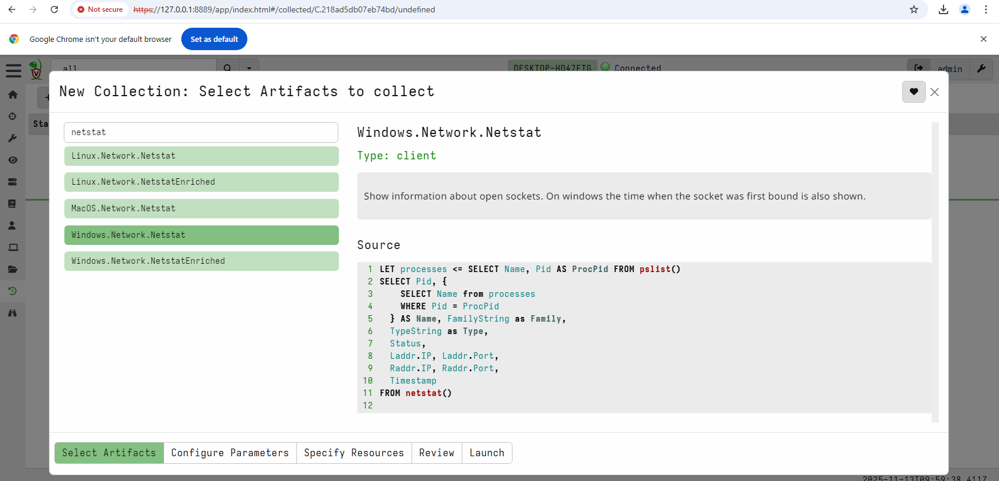 Not secure https://127.0.0.1:8889/app/index.html#/collected/C.218ad5db07eb74bd/undefined
Google Chrome isn't your default browser Set as default
all DESKTOP-HD47ETG Connected admin
New Collection: Select Artifacts to collect
Sta
netstat
Linux.Network.Netstat
Linux.Network.NetstatEnriched
MacOS.Network.Netstat
Windows.Network.Netstat
Windows.Network.NetstatEnriched
Windows.Network.Netstat
Type: client
Show information about open sockets. On windows the time when the socket was first bound is also shown.
Source
1 LET processes <= SELECT Name, Pid AS ProcPid FROM pslist()
2 SELECT Pid, {
3 SELECT Name from processes
4 WHERE Pid = ProcPid
5 } AS Name, FamilyString as Family,
6 TypeString as Type,
7 Status,
8 Laddr.IP, Laddr.Port,
9 Raddr.IP, Raddr.Port,
10 Timestamp
11 FROM netstat()
12
Select Artifacts Configure Parameters Specify Resources Review Launch
2025-11-13T09:59:38.411Z